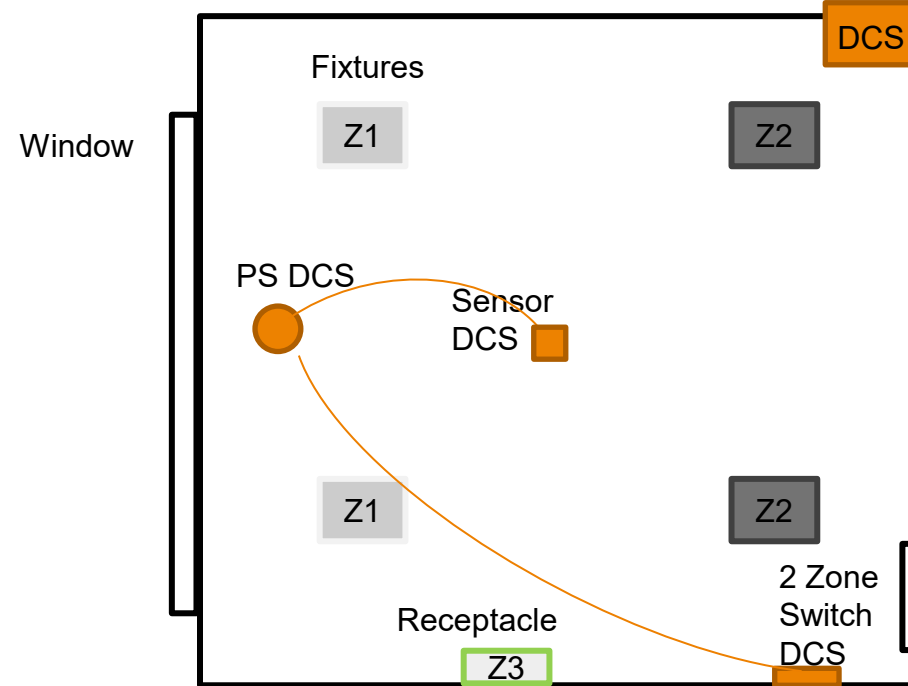 DCS
Fixtures
Z1
Z2
Window
PS DCS
Sensor
DCS
Z1
Z2
2 Zone
Switch
DCS
Receptacle
Z3